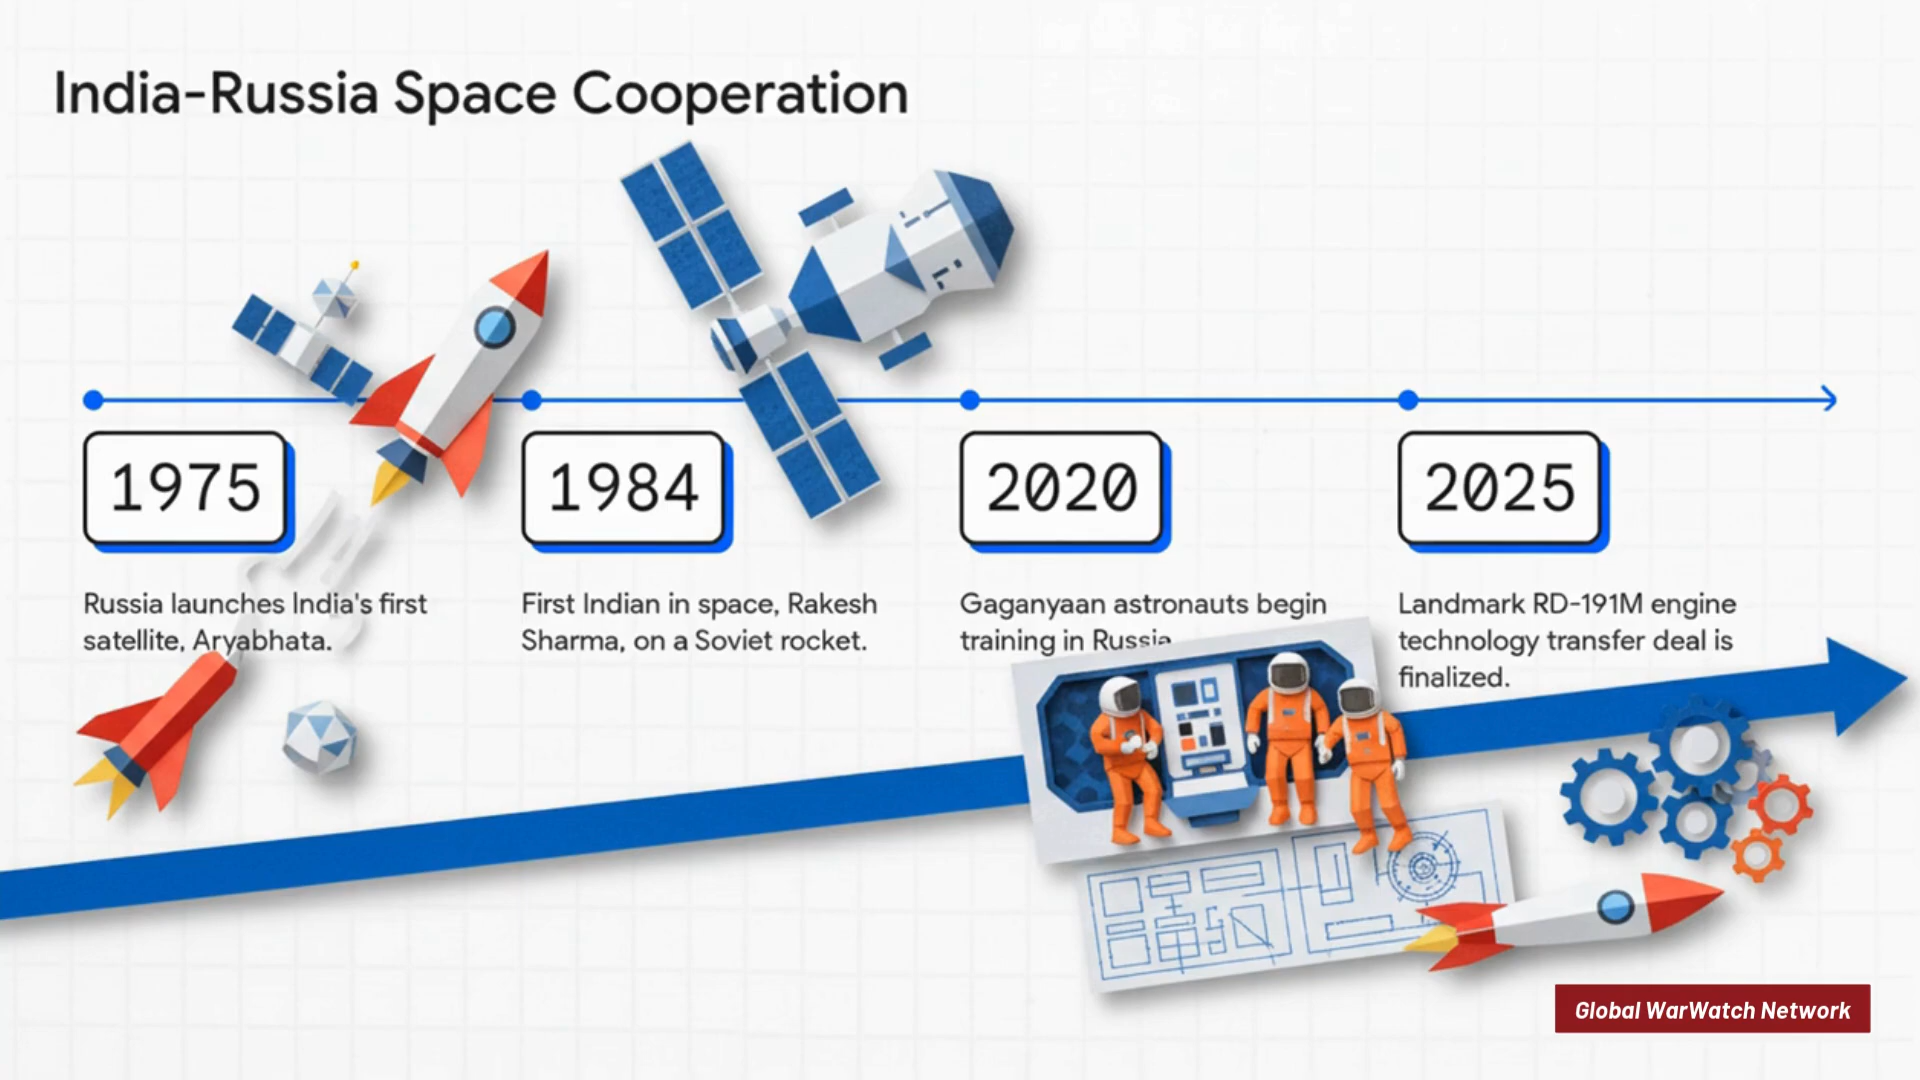 India-Russia Space Cooperation
1975
Russia launches India's first
satellite, Aryabhata.
1984
First Indian in space, Rakesh
Sharma, on a Soviet rocket.
2020
Gaganyaan astronauts begin
training in Russia
2025
Landmark RD-191M engine
technology transfer deal is
finalized.
Global WarWatch Network